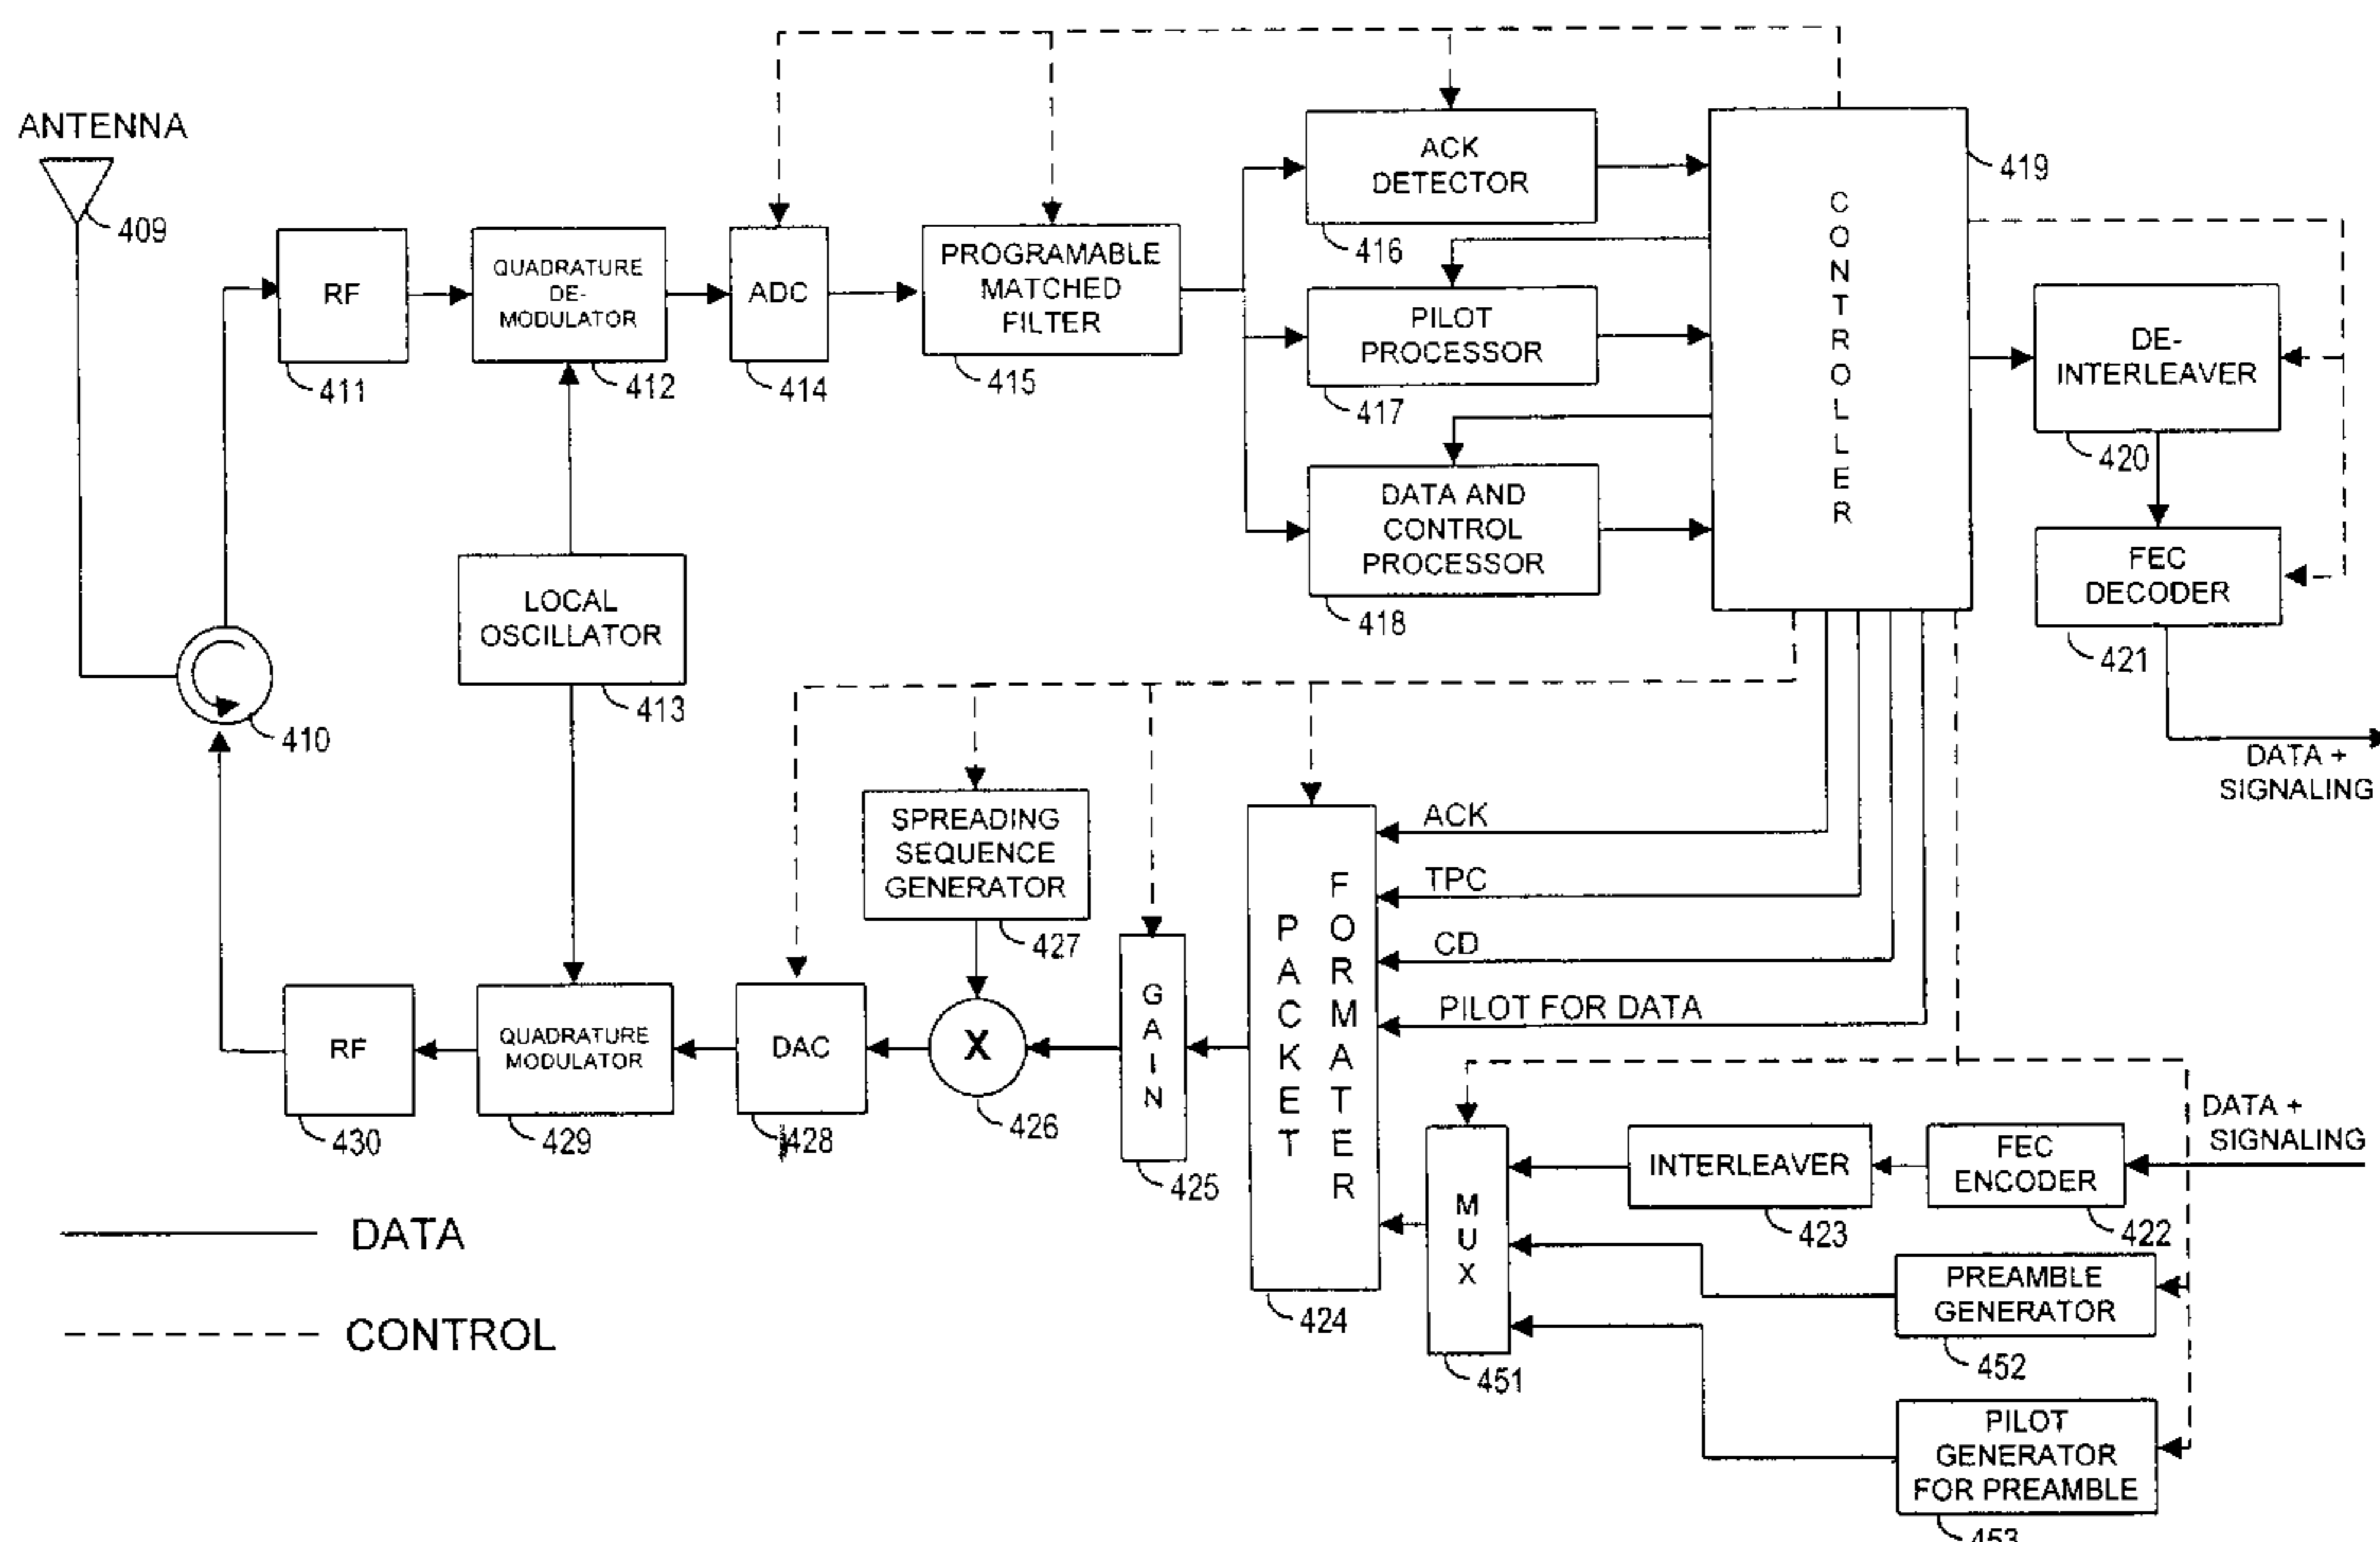 ANTENNA
409
RF
411
QUADRATURE
DE-
MODULATOR
412
ADC
414
PROGRAMABLE
MATCHED
FILTER
415
ACK
DETECTOR
416
PILOT
PROCESSOR
417
DATA AND
CONTROL
PROCESSOR
418
CONTROLLER
419
DE-
INTERLEAVER
420
FEC
DECODER
421
DATA +
SIGNALING
LOCAL
OSCILLATOR
413
410
SPREADING
SEQUENCE
GENERATOR
427
ACK
TPC
CD
PILOT FOR DATA
RF
430
QUADRATURE
MODULATOR
429
DAC
428
X
426
GAIN
425
PACKET
FORMATER
424
MUX
451
INTERLEAVER
423
FEC
ENCODER
422
DATA +
SIGNALING
PREAMBLE
GENERATOR
452
PILOT
GENERATOR
FOR PREAMBLE
453
DATA
CONTROL